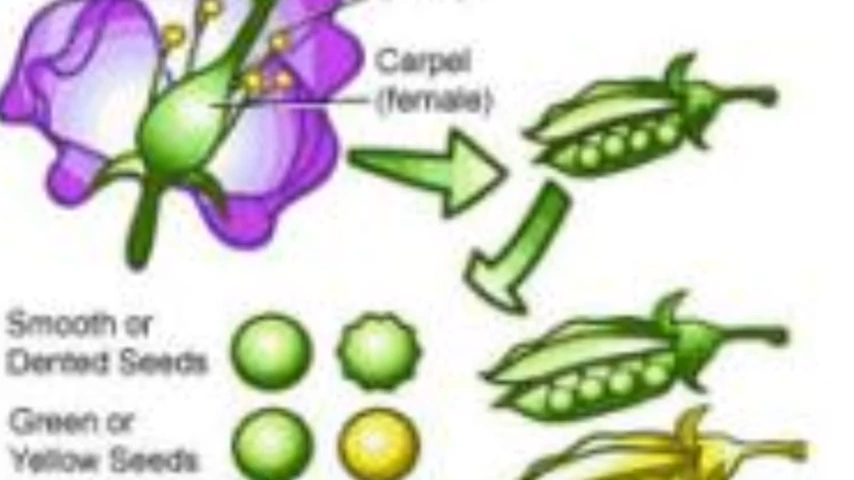 Carpel
(female)
Smooth or
Dented Seeds
Green or
Yellow Seeds